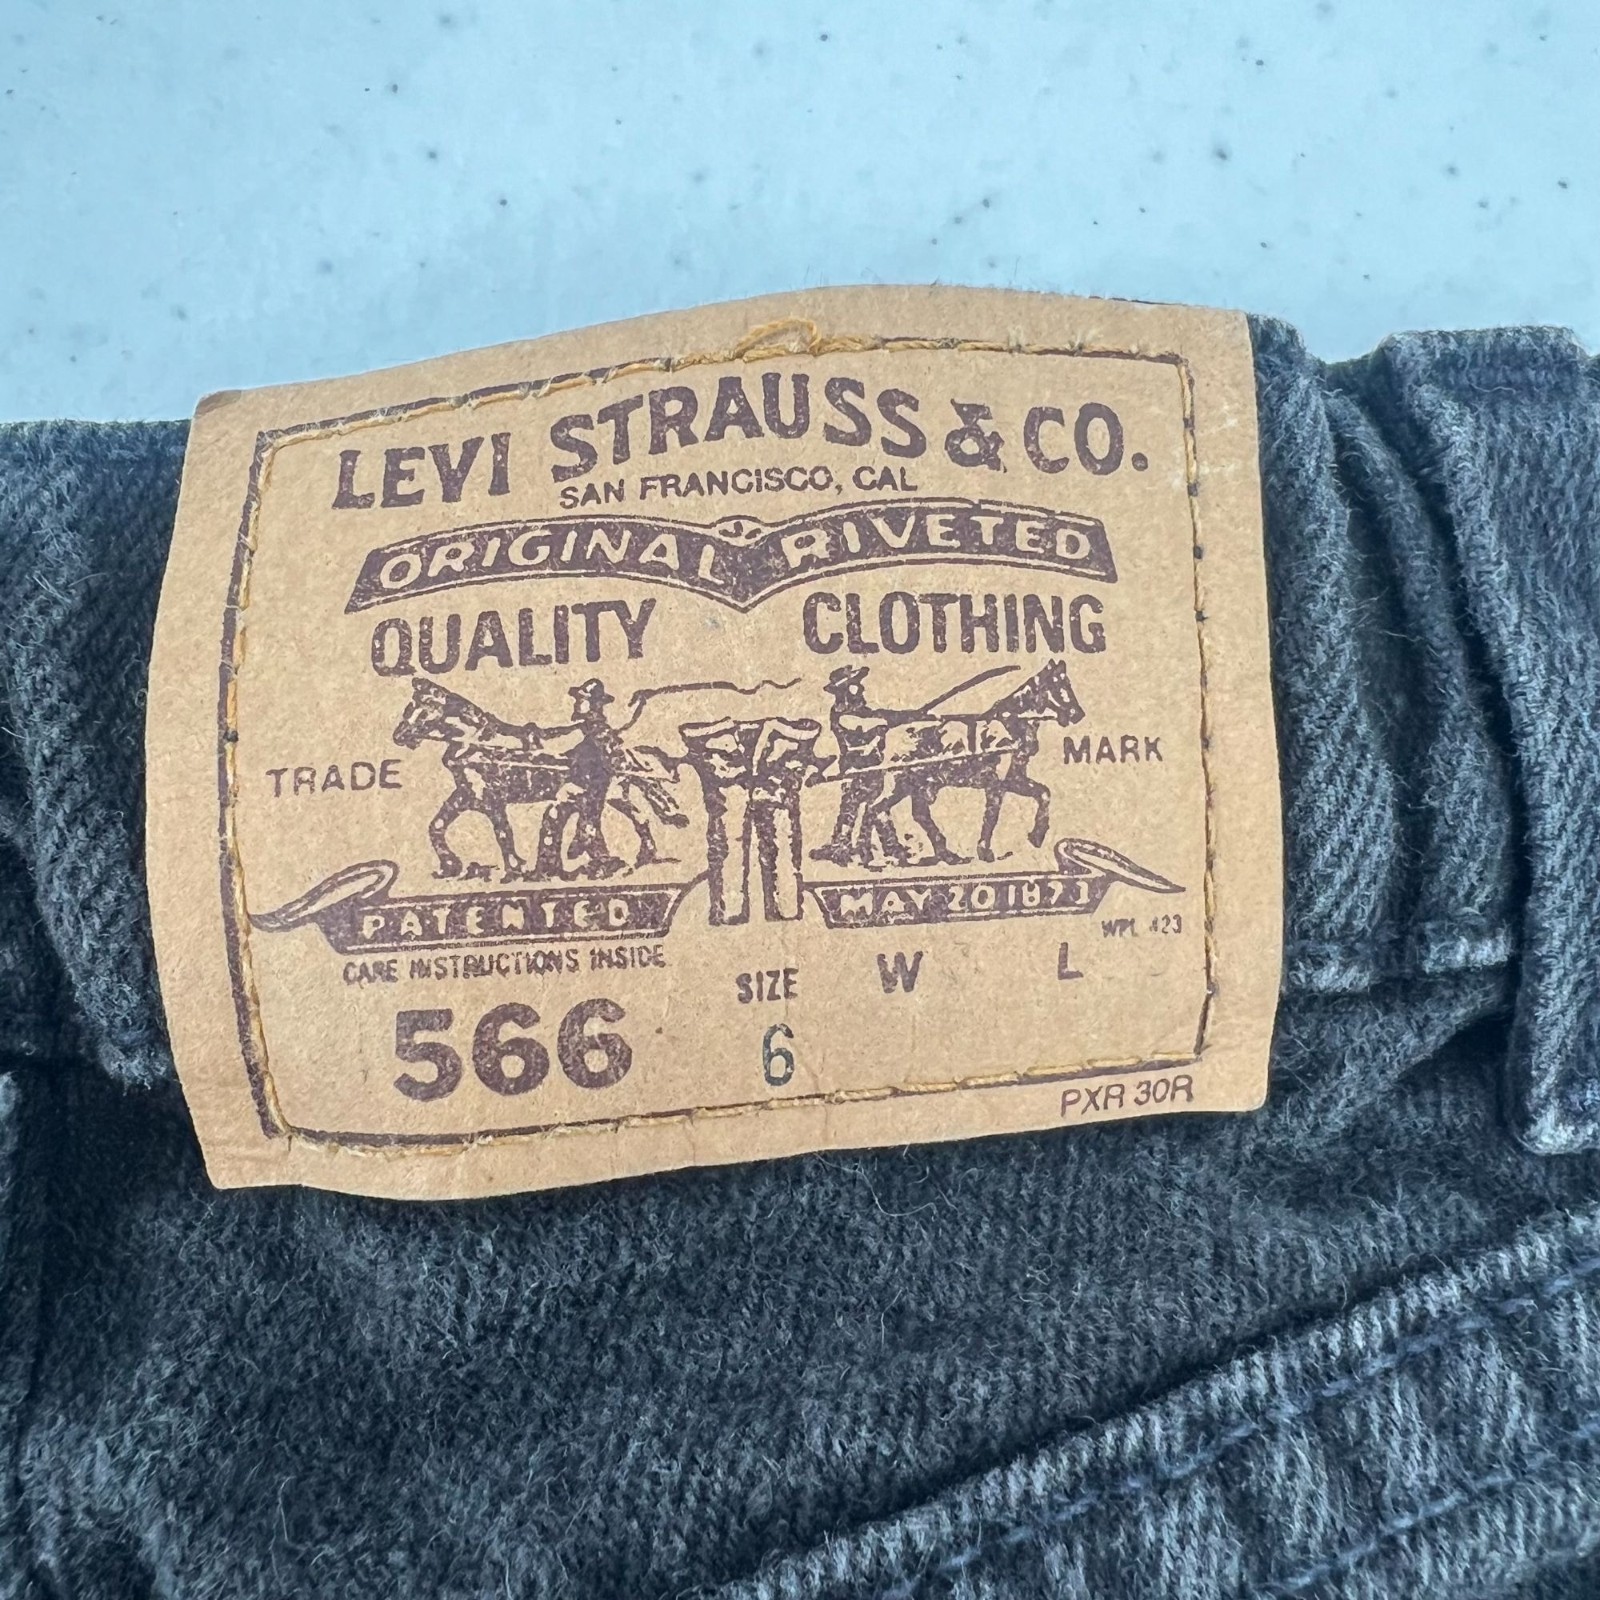 LEVI STRAUSS & CO.
SAN FRANCISCO, CAL
ORIGINAL RIVETED
QUALITY CLOTHING
TRADE MARK
PATENTED MAY 20 1873
WPL 423
CARE INSTRUCTIONS INSIDE
SIZE W L
566 6
PXR 30R